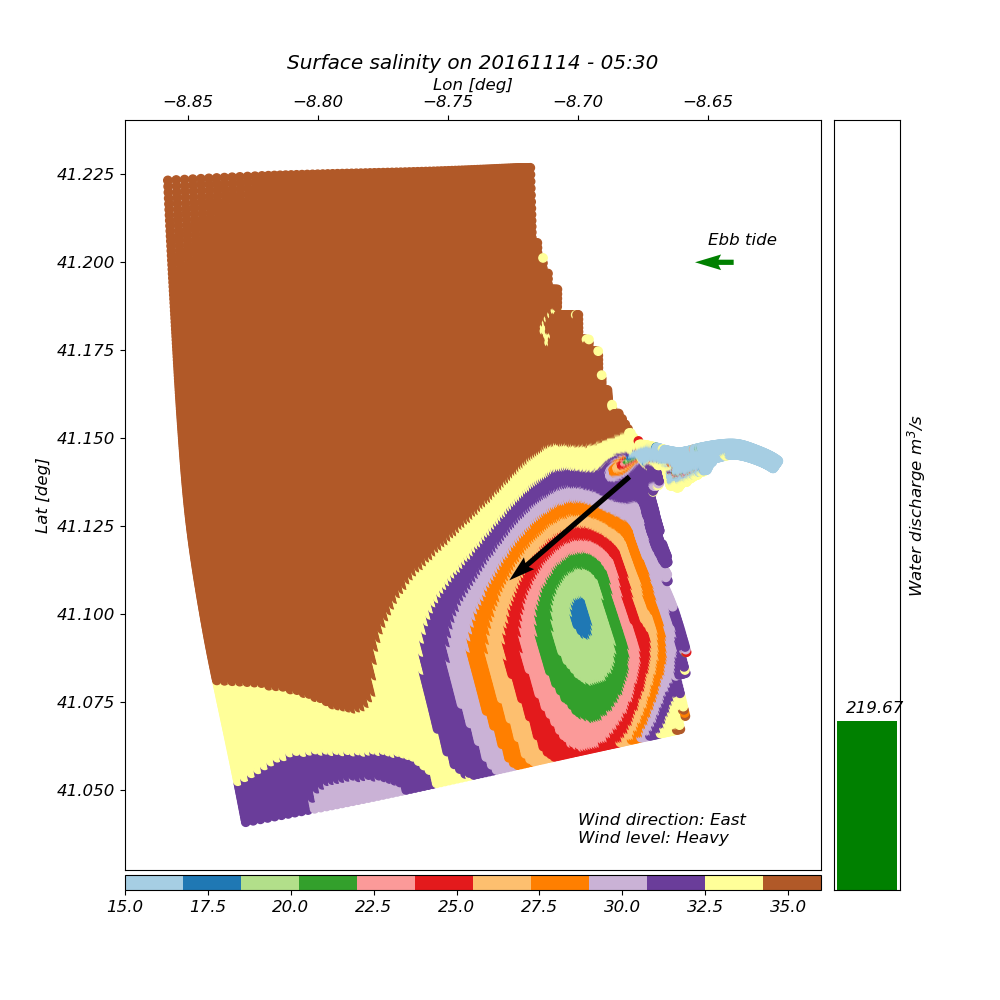 Surface salinity on 20161114 - 05:30
Lon [deg]
−8.85 −8.80 −8.75 −8.70 −8.65
41.225
41.200
41.175
41.150
41.125
41.100
41.075
41.050
Lat [deg]
Ebb tide
Wind direction: East
Wind level: Heavy
219.67
Water discharge m³/s
15.0 17.5 20.0 22.5 25.0 27.5 30.0 32.5 35.0